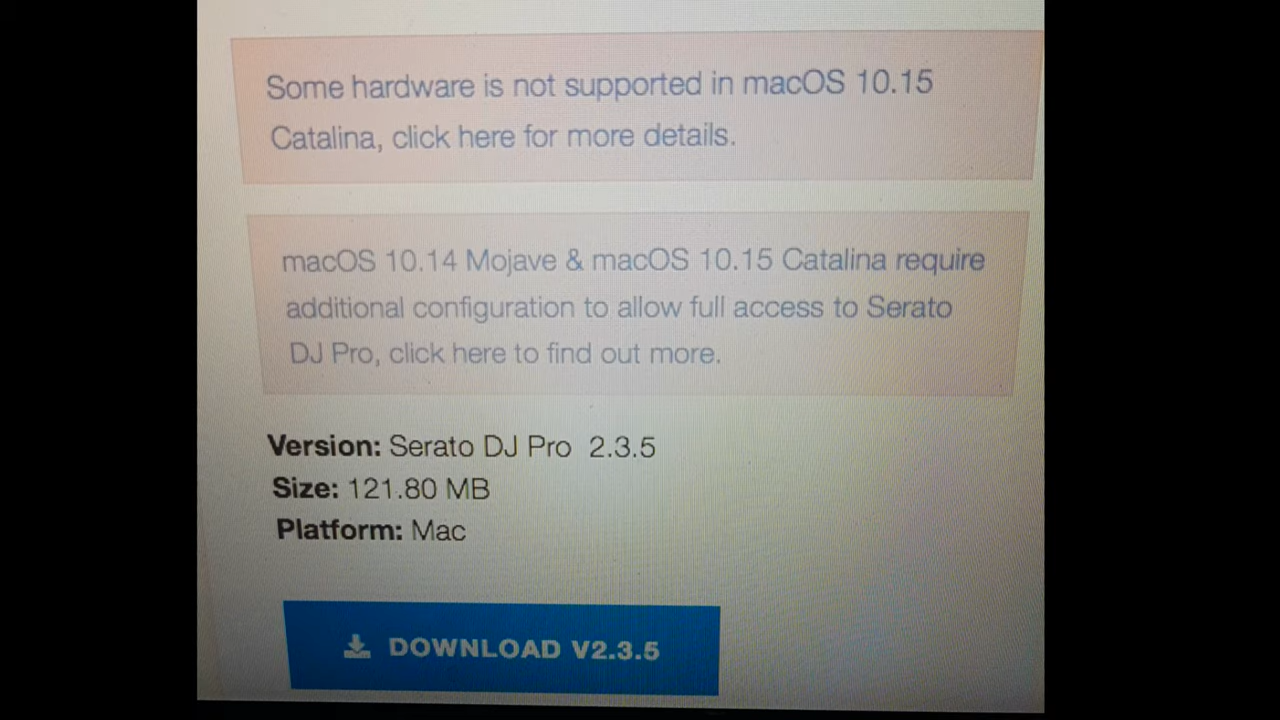 Some hardware is not supported in macOS 10.15
Catalina, click here for more details.
macOS 10.14 Mojave & macOS 10.15 Catalina require
additional configuration to allow full access to Serato
DJ Pro, click here to find out more.
Version: Serato DJ Pro 2.3.5
Size: 121.80 MB
Platform: Mac
DOWNLOAD V2.3.5